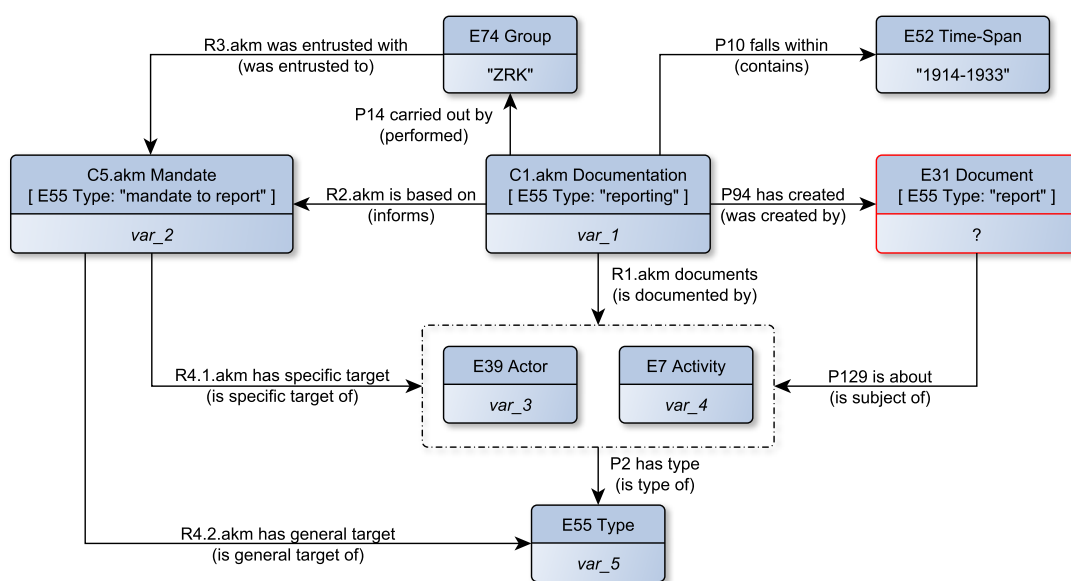 R3.akm was entrusted with
(was entrusted to)
E74 Group
"ZRK"
P10 falls within
(contains)
E52 Time-Span
"1914-1933"
P14 carried out by
(performed)
C5.akm Mandate
[ E55 Type: "mandate to report" ]
var_2
R2.akm is based on
(informs)
C1.akm Documentation
[ E55 Type: "reporting" ]
var_1
P94 has created
(was created by)
E31 Document
[ E55 Type: "report" ]
?
R1.akm documents
(is documented by)
R4.1.akm has specific target
(is specific target of)
E39 Actor
var_3
E7 Activity
var_4
P129 is about
(is subject of)
P2 has type
(is type of)
R4.2.akm has general target
(is general target of)
E55 Type
var_5